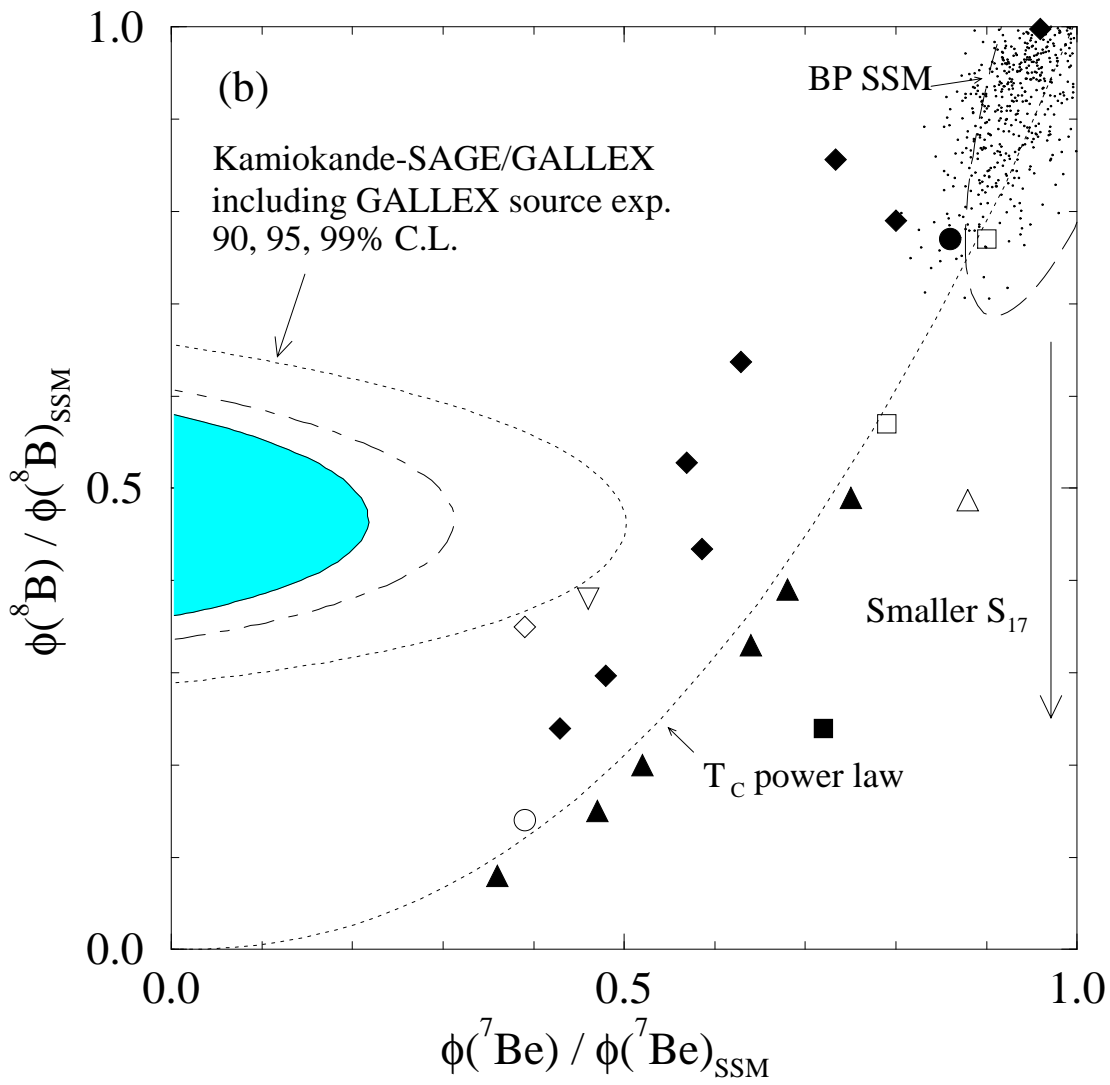 1.0
(b)
BP SSM
Kamiokande-SAGE/GALLEX
including GALLEX source exp.
90, 95, 99% C.L.
ϕ(⁸B) / ϕ(⁸B)SSM
0.5
Smaller S₁₇
T_C power law
0.0
0.0 0.5 1.0
ϕ(⁷Be) / ϕ(⁷Be)SSM